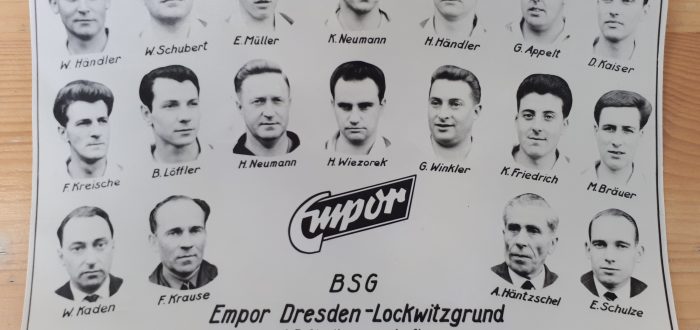 W. Händler W. Schubert E. Müller K. Neumann H. Händler G. Appelt D. Kaiser
F. Kreische B. Löffler H. Neumann H. Wiezorek G. Winkler K. Friedrich M. Bräuer
Empor
W. Kaden F. Krause A. Häntzschel E. Schulze
BSG
Empor Dresden-Lockwitzgrund